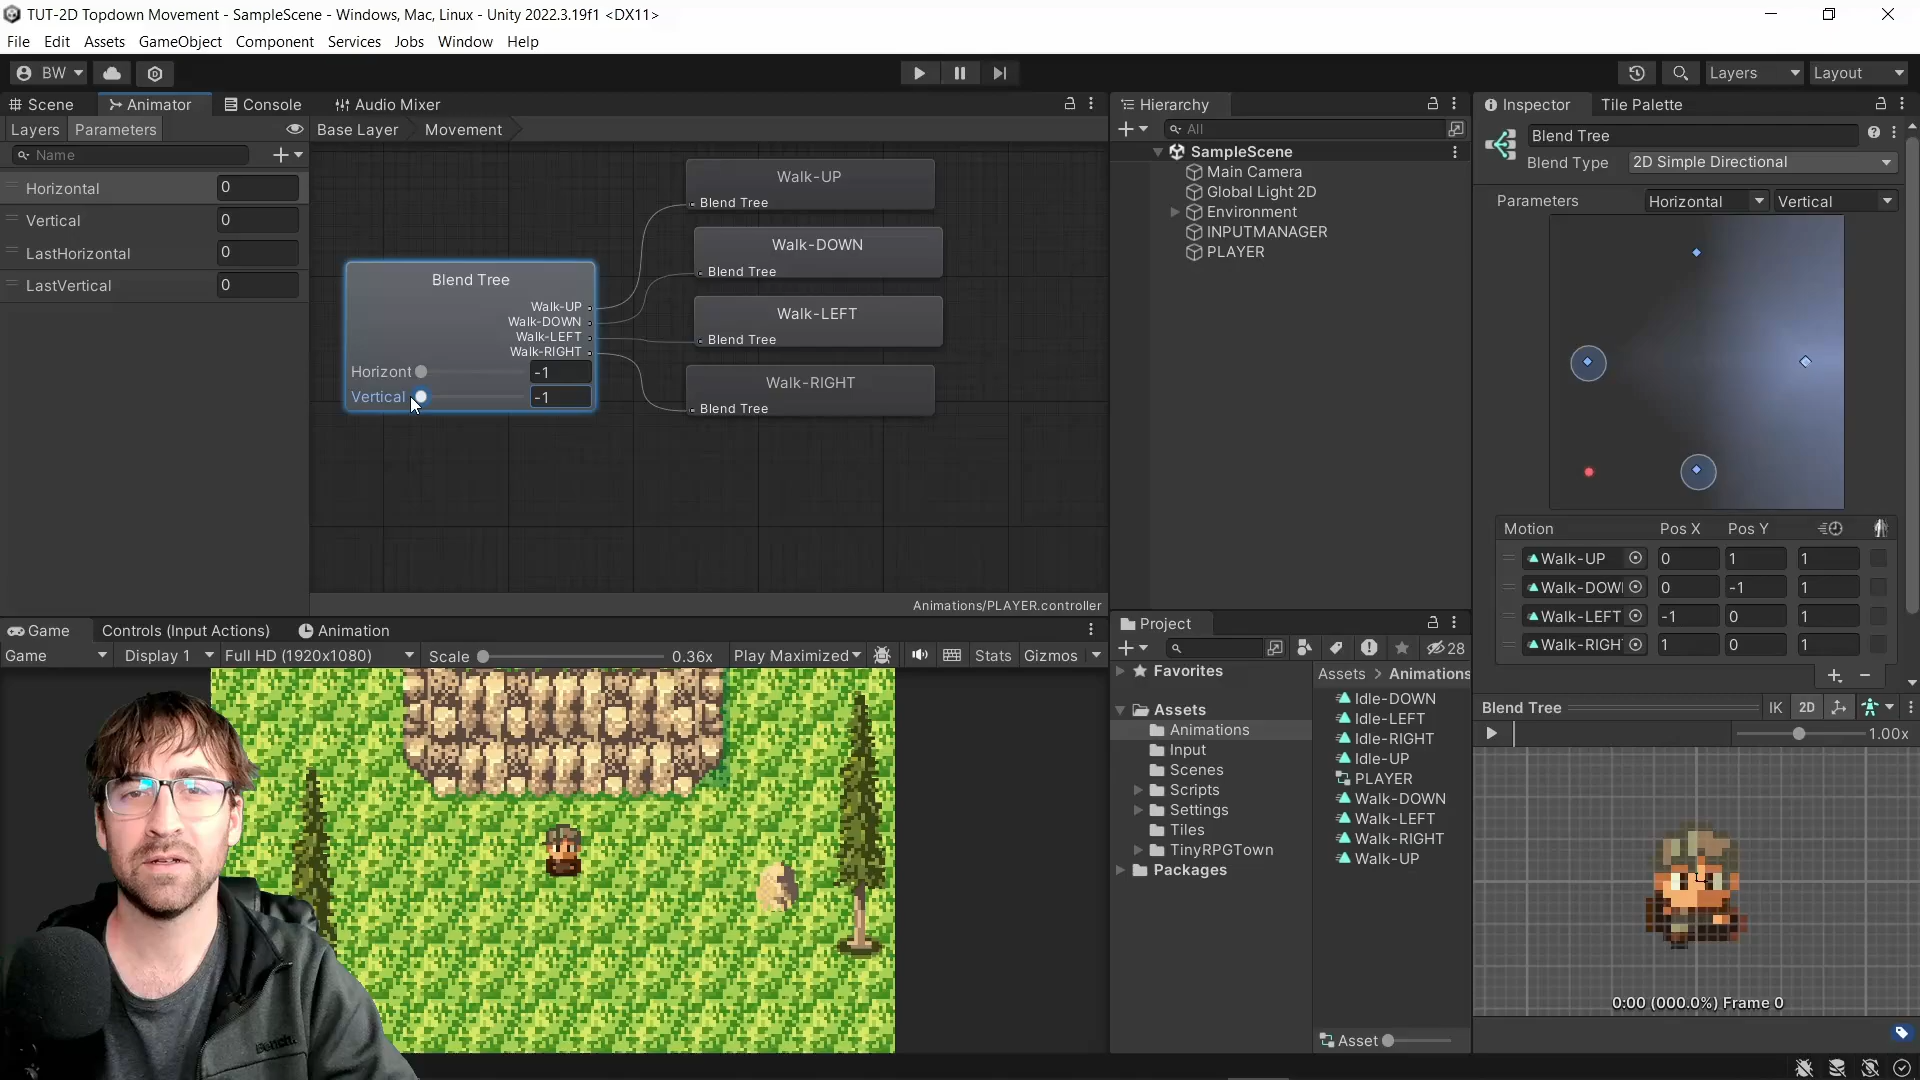 TUT-2D Topdown Movement - SampleScene - Windows, Mac, Linux - Unity 2022.3.19f1 <DX11>
File Edit Assets GameObject Component Services Jobs Window Help
BW
Layers
Layout
Scene
Animator
Console
Audio Mixer
Layers
Parameters
Base Layer
Movement
Name
Horizontal 0
Vertical 0
LastHorizontal 0
LastVertical 0
Blend Tree
Walk-UP
Walk-DOWN
Walk-LEFT
Walk-RIGHT
Horizont -1
Vertical -1
Walk-UP
Blend Tree
Walk-DOWN
Blend Tree
Walk-LEFT
Blend Tree
Walk-RIGHT
Blend Tree
Animations/PLAYER.controller
Hierarchy
All
SampleScene
Main Camera
Global Light 2D
Environment
INPUTMANAGER
PLAYER
Inspector
Tile Palette
Blend Tree
Blend Type 2D Simple Directional
Parameters Horizontal Vertical
Motion Pos X Pos Y
Walk-UP 0 1 1
Walk-DOWI 0 -1 1
Walk-LEFT -1 0 1
Walk-RIGH 1 0 1
Blend Tree IK 2D
1.00x
0:00 (000.0%) Frame 0
Game
Controls (Input Actions)
Animation
Game Display 1 Full HD (1920x1080) Scale 0.36x Play Maximized Stats Gizmos
Bench.
Project
28
Favorites
Assets
Animations
Input
Scenes
Scripts
Settings
Tiles
TinyRPGTown
Packages
Assets > Animations
Idle-DOWN
Idle-LEFT
Idle-RIGHT
Idle-UP
PLAYER
Walk-DOWN
Walk-LEFT
Walk-RIGHT
Walk-UP
Asset